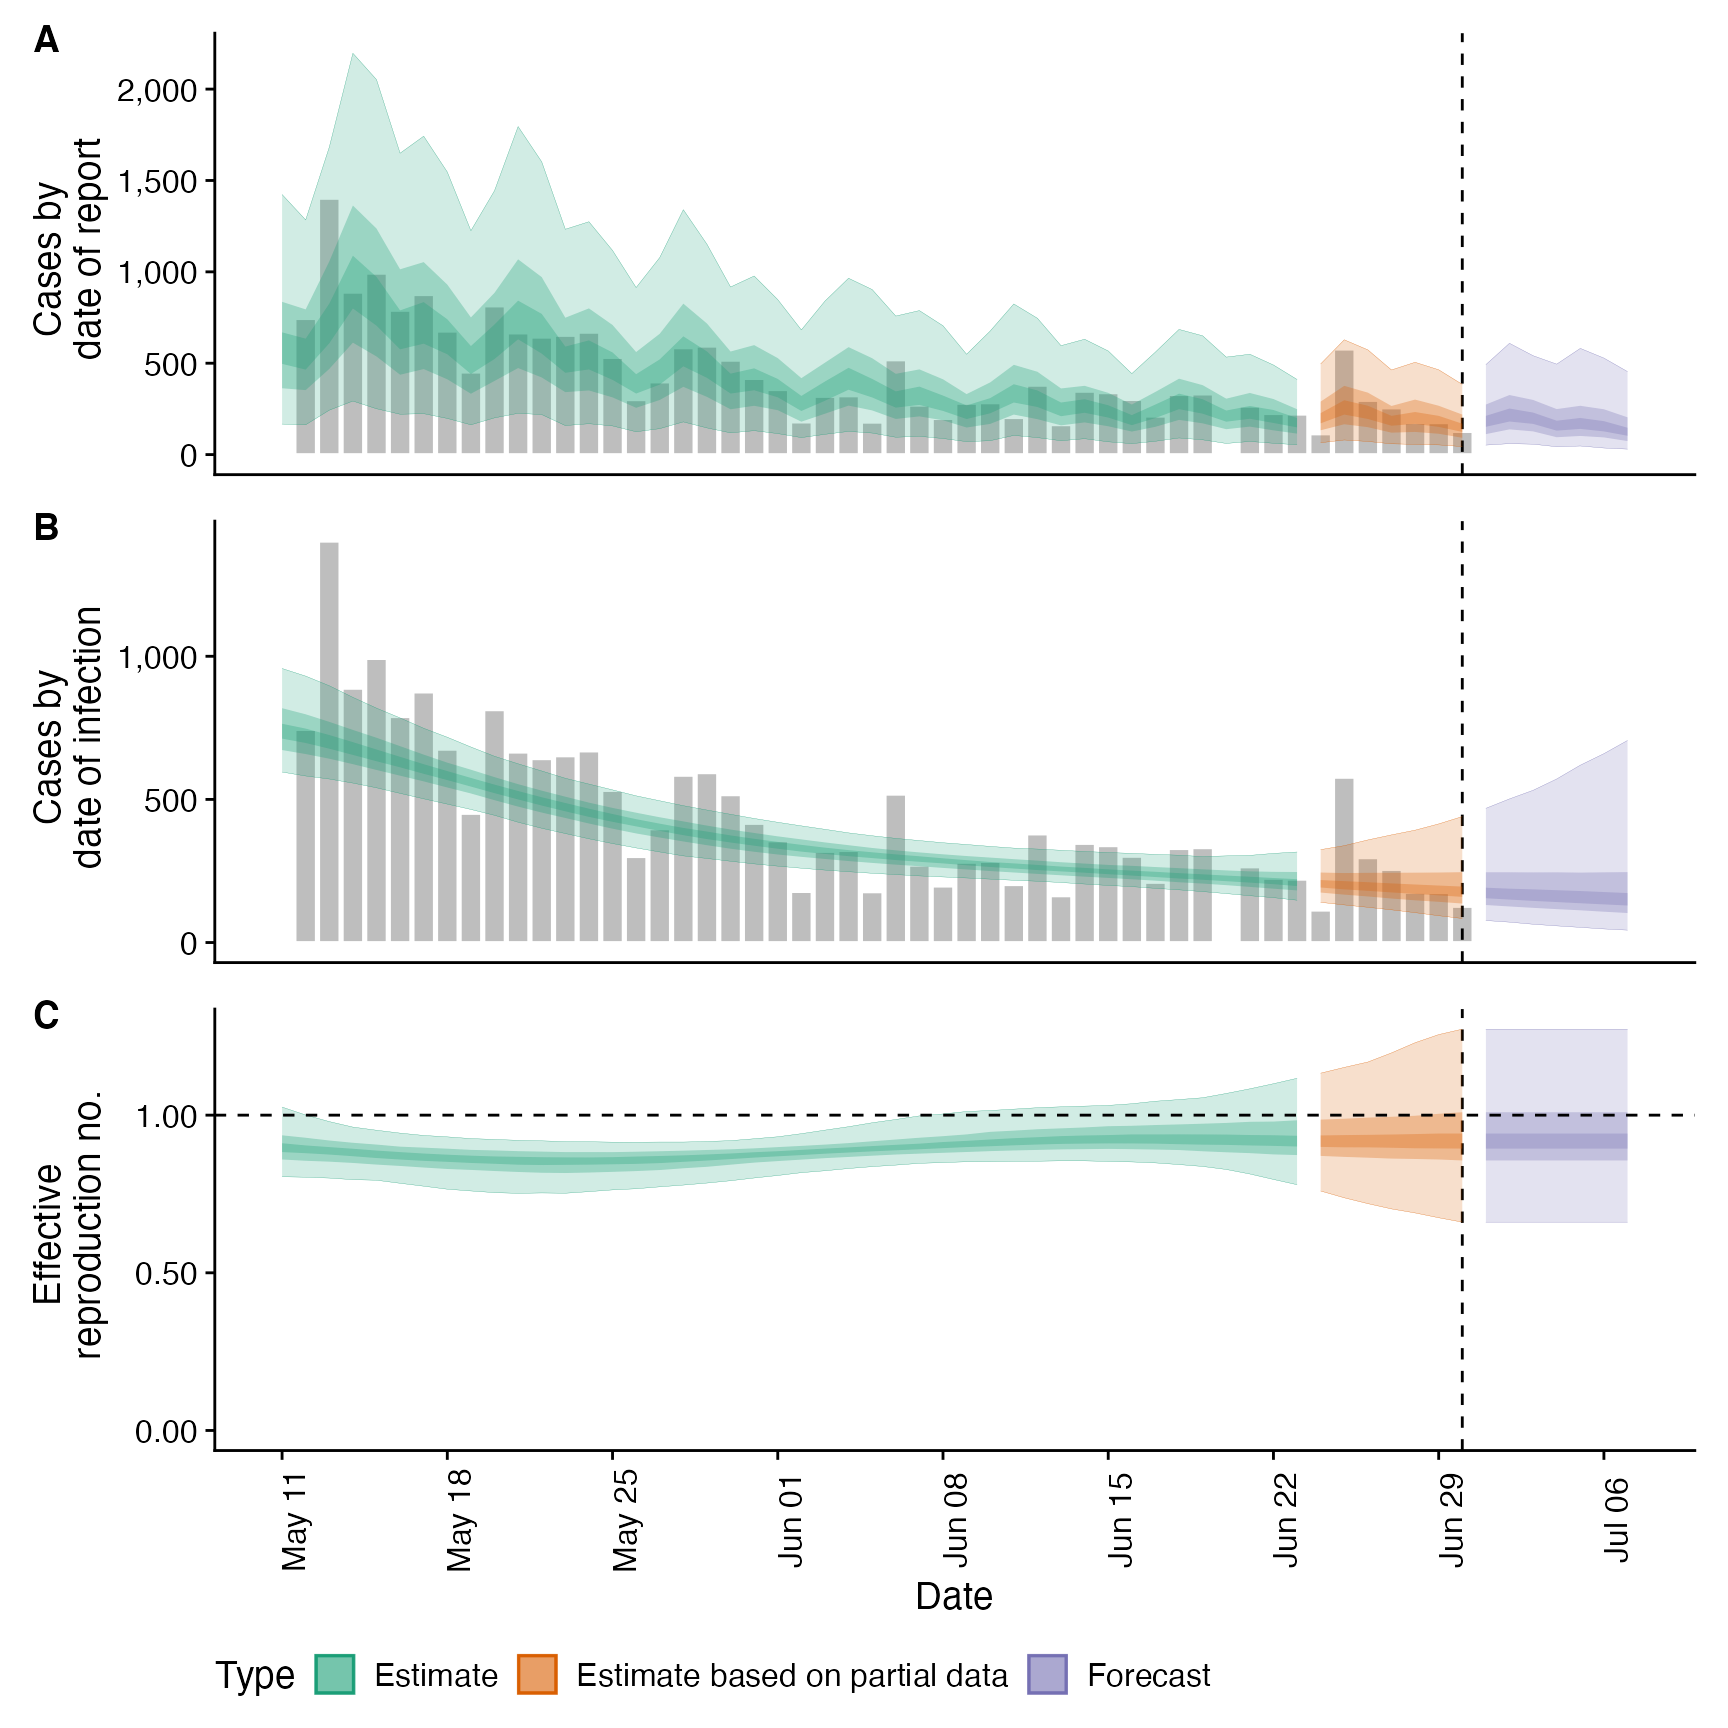 A
Cases by
date of report
2,000
1,500
1,000
500
0
B
Cases by
date of infection
1,000
500
0
C
Effective
reproduction no.
1.00
0.50
0.00
May 11
May 18
May 25
Jun 01
Jun 08
Jun 15
Jun 22
Jun 29
Jul 06
Date
Type Estimate Estimate based on partial data Forecast